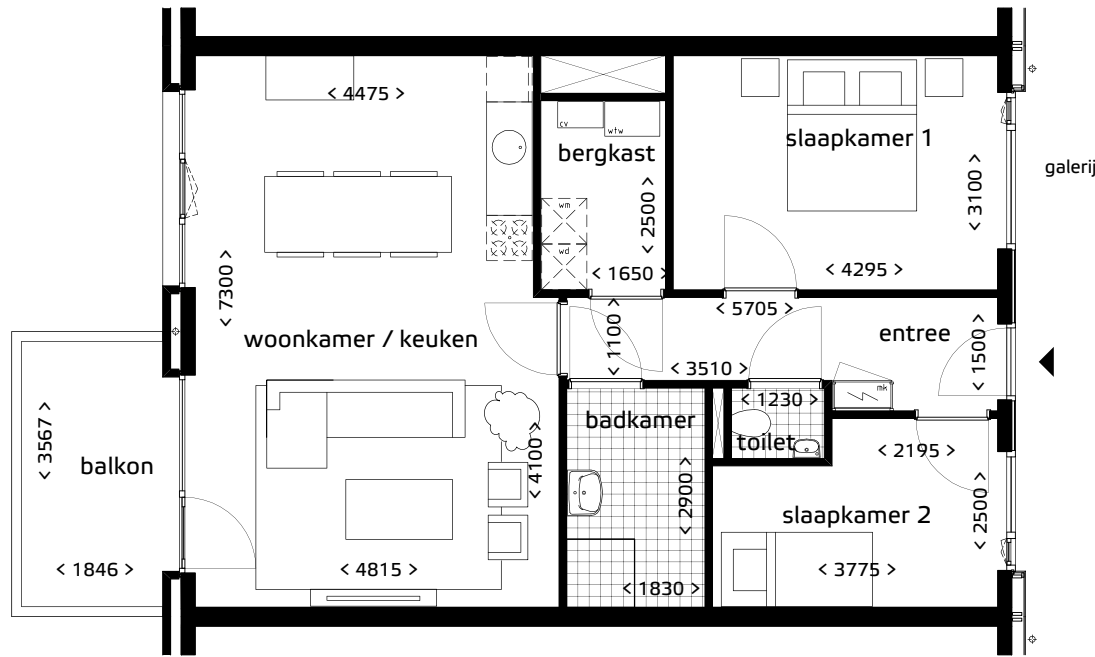 < 4475 >
cv
wtw
bergkast
slaapkamer 1
galerij
wm
wd
< 2500 >
< 3100 >
< 1650 >
< 4295 >
< 7300 >
< 5705 >
woonkamer / keuken
< 1100 >
entree
< 1500 >
< 3510 >
mk
< 1230 >
badkamer
toilet
< 3567 >
balkon
< 4100 >
< 2195 >
< 2900 >
slaapkamer 2
< 2500 >
< 1846 >
< 4815 >
< 1830 >
< 3775 >